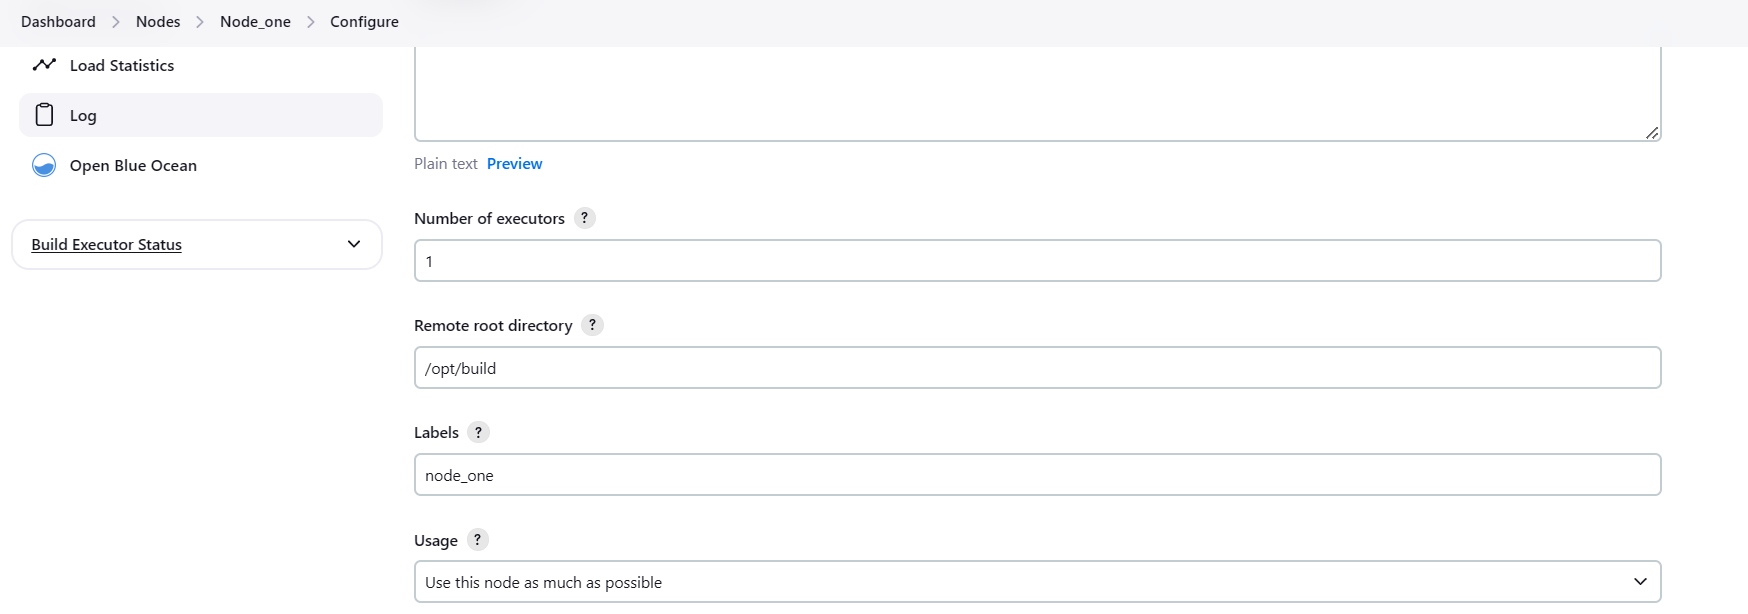 Dashboard > Nodes > Node_one > Configure
Load Statistics
Log
Open Blue Ocean
Build Executor Status
Plain text Preview
Number of executors ?
1
Remote root directory ?
/opt/build
Labels ?
node_one
Usage ?
Use this node as much as possible